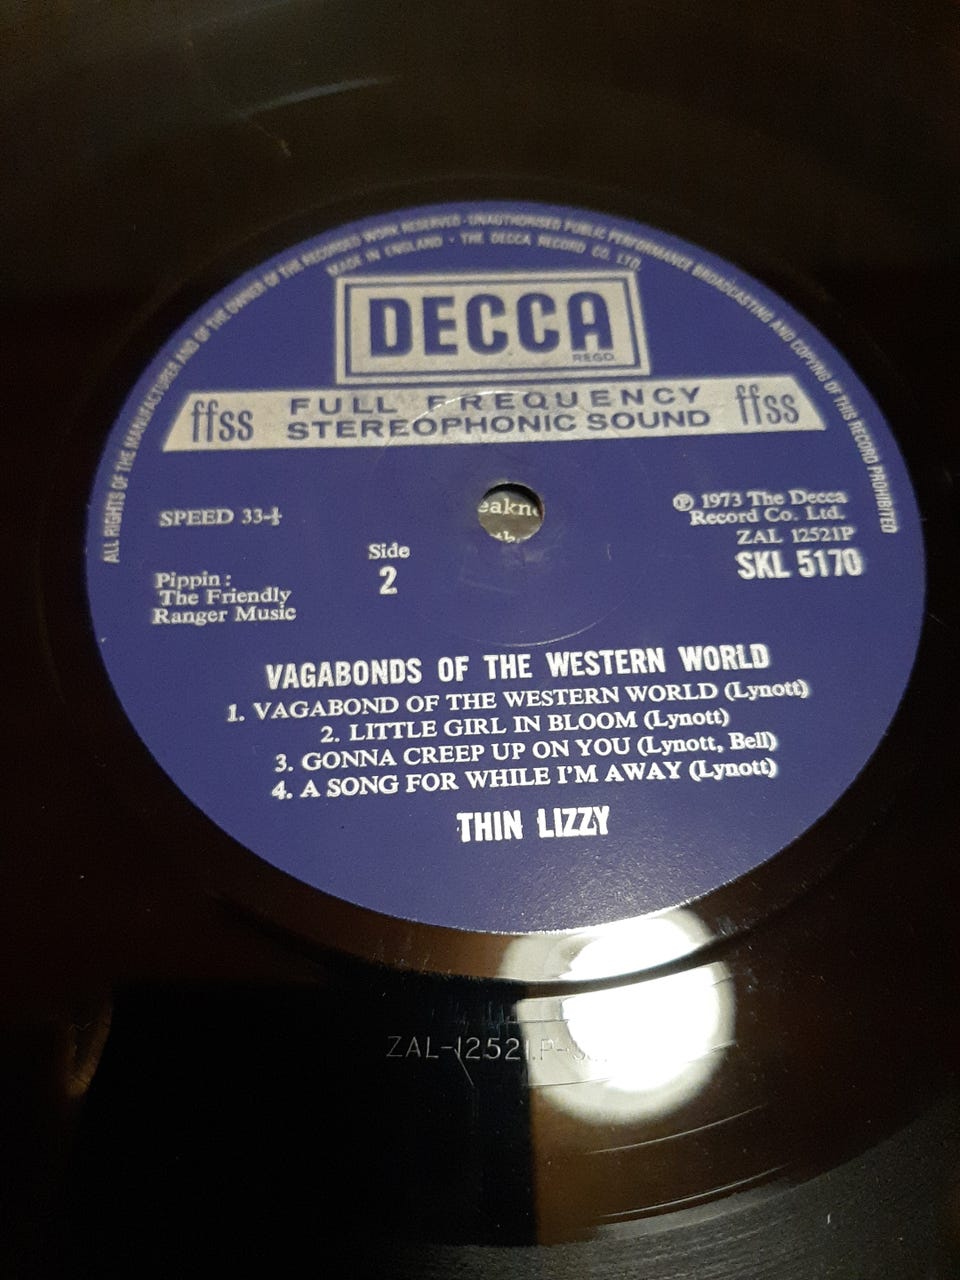 ALL RIGHTS OF THE MANUFACTURER AND OF THE OWNER OF THE RECORDED WORK RESERVED · UNAUTHORISED PUBLIC PERFORMANCE BROADCASTING AND COPYING OF THIS RECORD PROHIBITED
MADE IN ENGLAND · THE DECCA RECORD CO. LTD.
DECCA
REGD.
ffss FULL FREQUENCY ffss
STEREOPHONIC SOUND
SPEED 33⅓
℗ 1973 The Decca
Record Co. Ltd.
ZAL 12521P
SKL 5170
Side
2
Pippin:
The Friendly
Ranger Music
VAGABONDS OF THE WESTERN WORLD
1. VAGABOND OF THE WESTERN WORLD (Lynott)
2. LITTLE GIRL IN BLOOM (Lynott)
3. GONNA CREEP UP ON YOU (Lynott, Bell)
4. A SONG FOR WHILE I'M AWAY (Lynott)
THIN LIZZY
ZAL-12521.P-